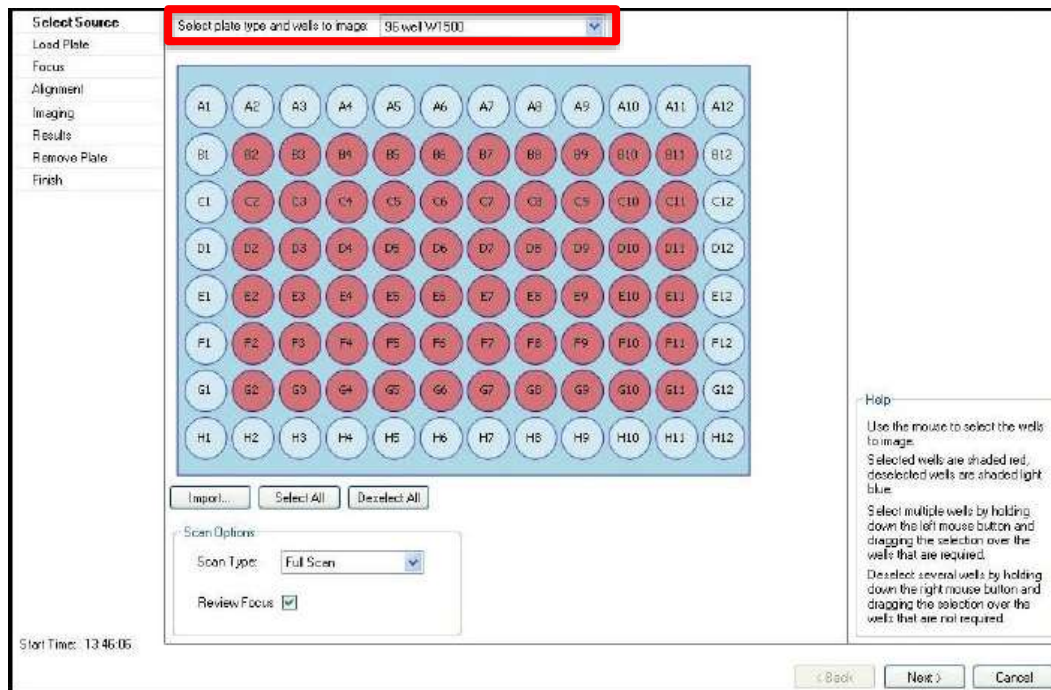 Select Source
Load Plate
Focus
Alignment
Imaging
Results
Remove Plate
Finish
Select plate type and wells to image: 96 well W1500
A1 A2 A3 A4 A5 A6 A7 A8 A9 A10 A11 A12
B1 B2 B3 B4 B5 B6 B7 B8 B9 B10 B11 B12
C1 C2 C3 C4 C5 C6 C7 C8 C9 C10 C11 C12
D1 D2 D3 D4 D5 D6 D7 D8 D9 D10 D11 D12
E1 E2 E3 E4 E5 E6 E7 E8 E9 E10 E11 E12
F1 F2 F3 F4 F5 F6 F7 F8 F9 F10 F11 F12
G1 G2 G3 G4 G5 G6 G7 G8 G9 G10 G11 G12
H1 H2 H3 H4 H5 H6 H7 H8 H9 H10 H11 H12
Import... Select All Deselect All
Scan Options
Scan Type: Full Scan
Review Focus
Help
Use the mouse to select the wells
to image.
Selected wells are shaded red,
deselected wells are shaded light
blue.
Select multiple wells by holding
down the left mouse button and
dragging the selection over the
wells that are required.
Deselect several wells by holding
down the right mouse button and
dragging the selection over the
wells that are not required.
Start Time: 13:46:06
< Back Next > Cancel